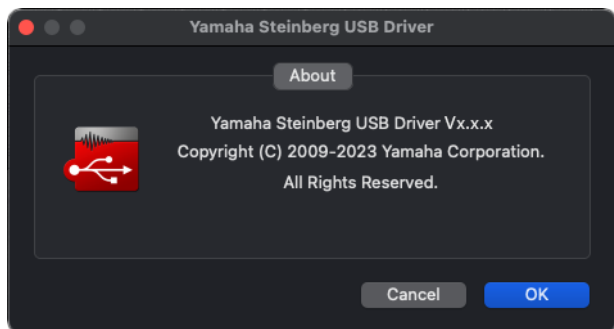 Yamaha Steinberg USB Driver
About
Yamaha Steinberg USB Driver Vx.x.x
Copyright (C) 2009-2023 Yamaha Corporation.
All Rights Reserved.
Cancel
OK